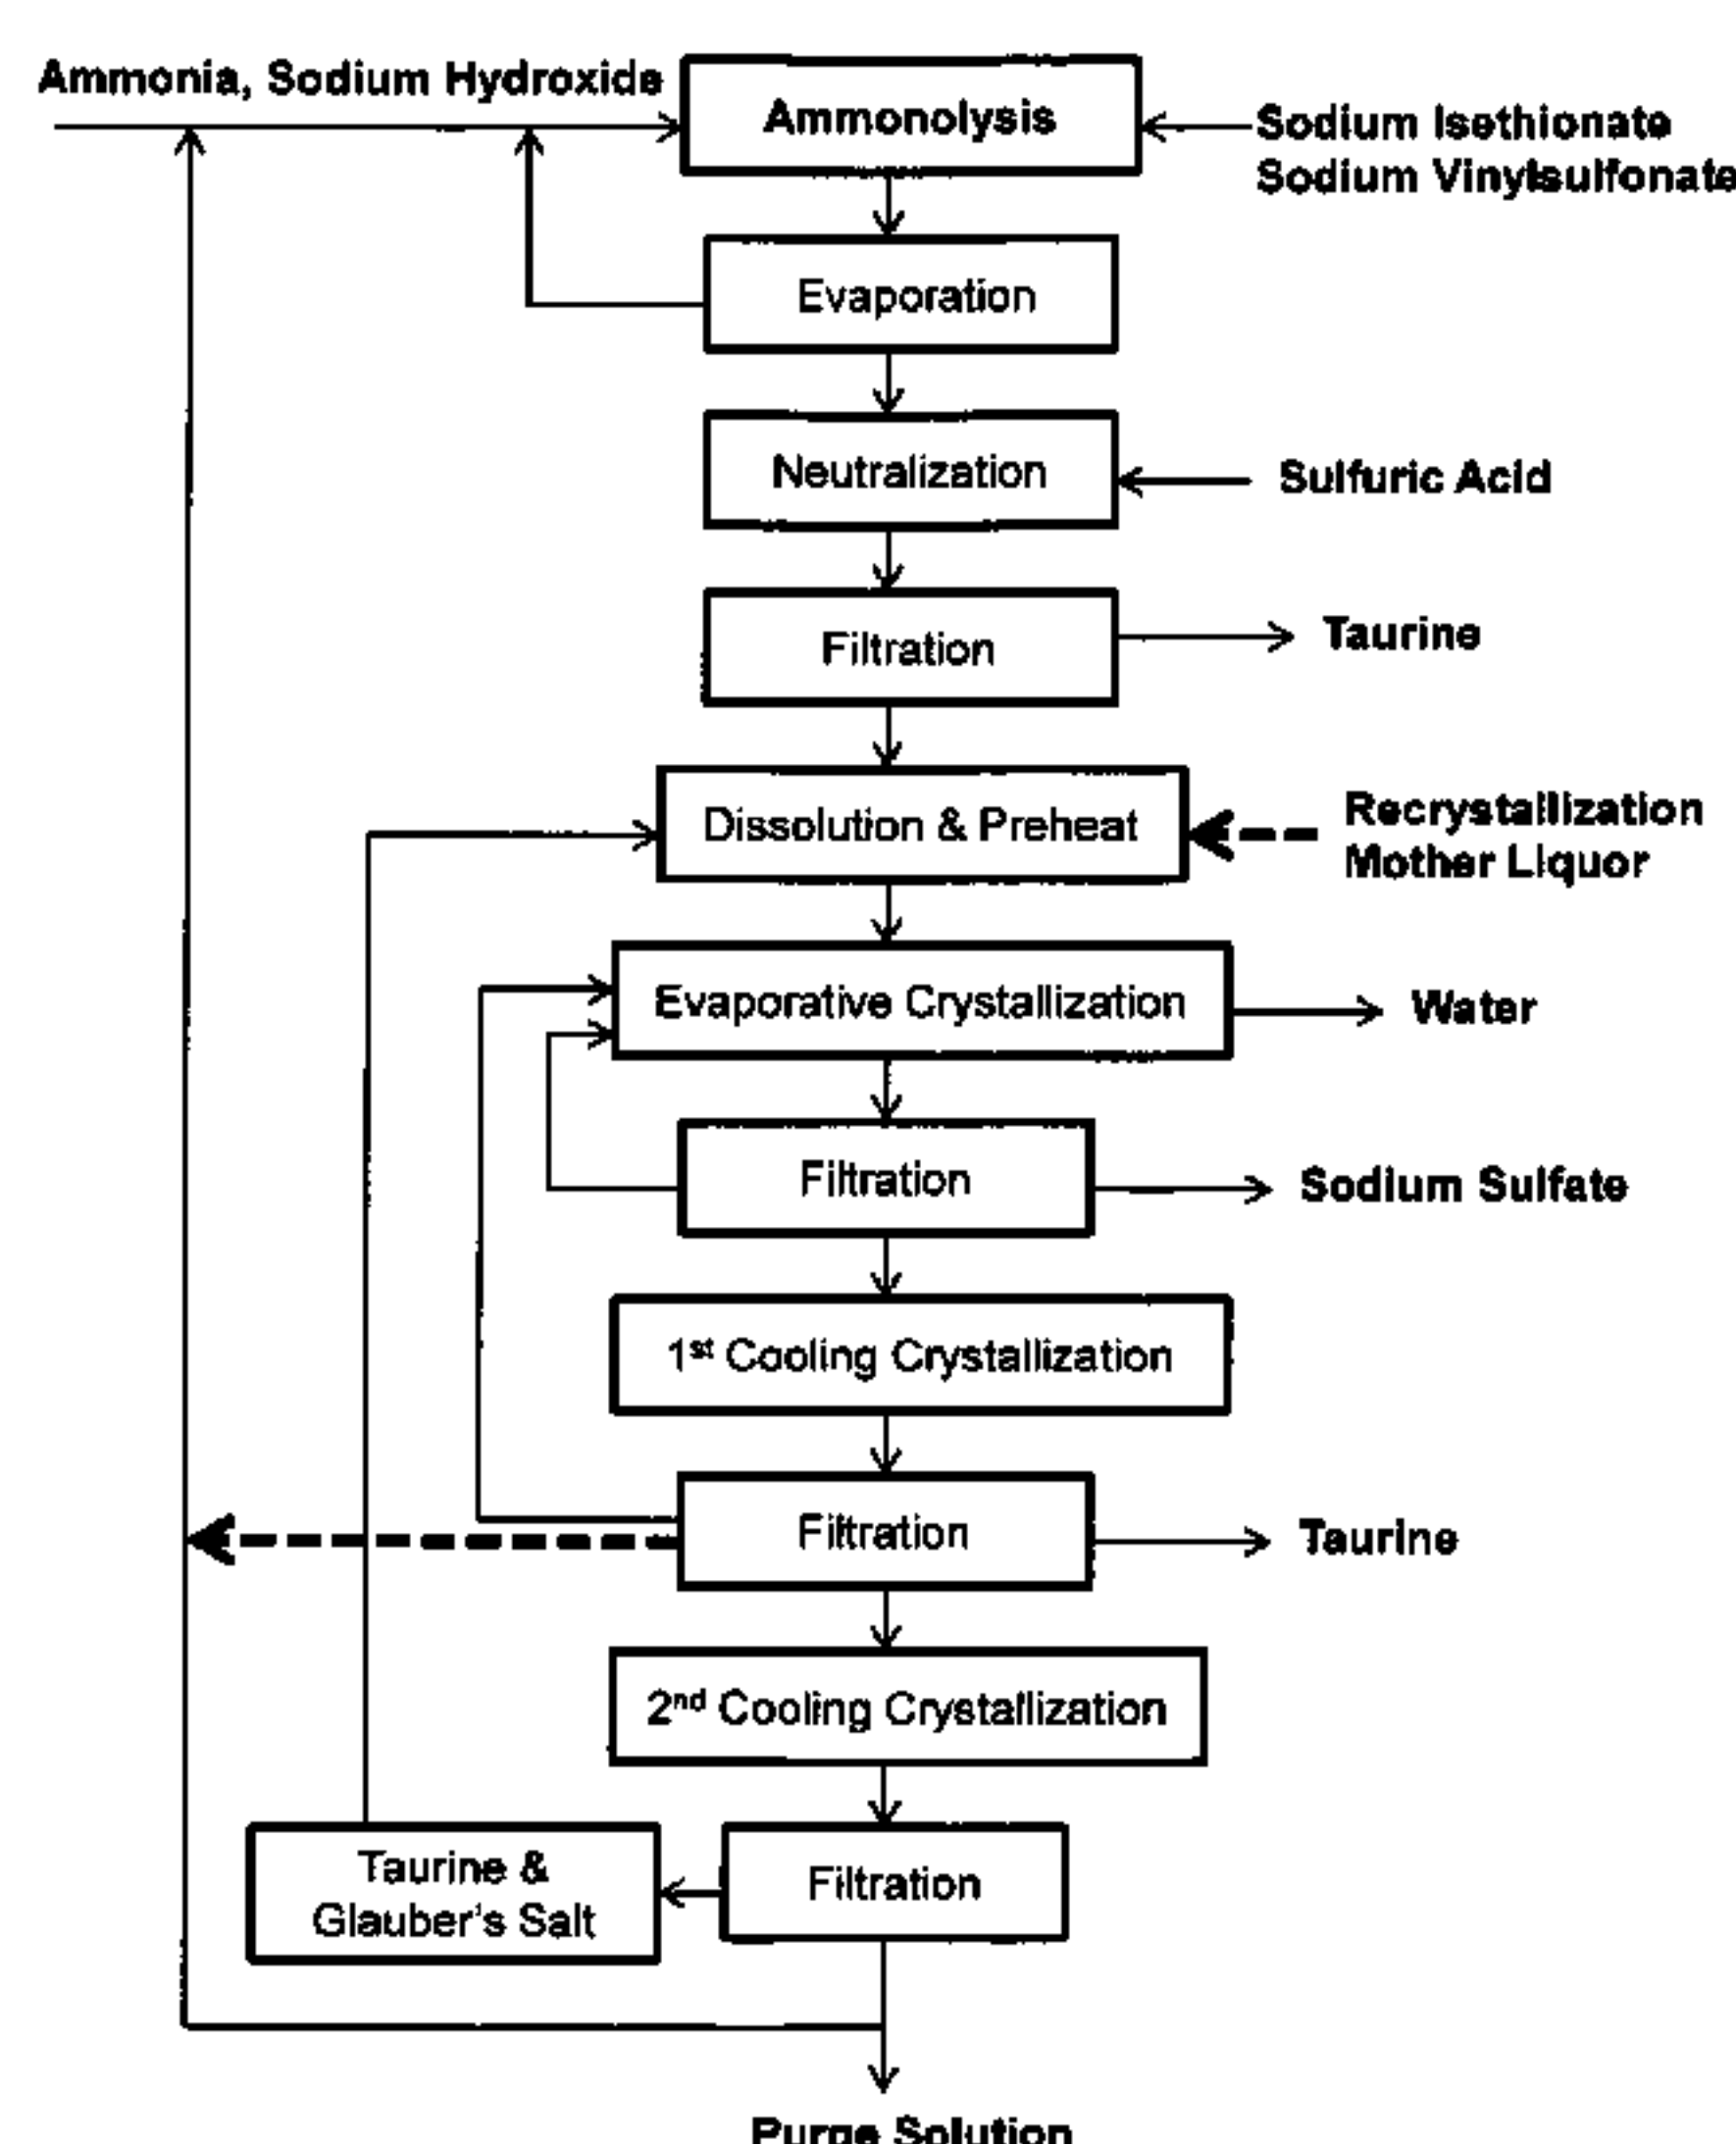 Ammonia, Sodium Hydroxide
Ammonolysis
Sodium Isethionate
Sodium Vinylsulfonate
Evaporation
Neutralization
Sulfuric Acid
Filtration
Taurine
Dissolution & Preheat
Recrystallization
Mother Liquor
Evaporative Crystallization
Water
Filtration
Sodium Sulfate
1st Cooling Crystallization
Filtration
Taurine
2nd Cooling Crystallization
Taurine &
Glauber's Salt
Filtration
Purge Solution